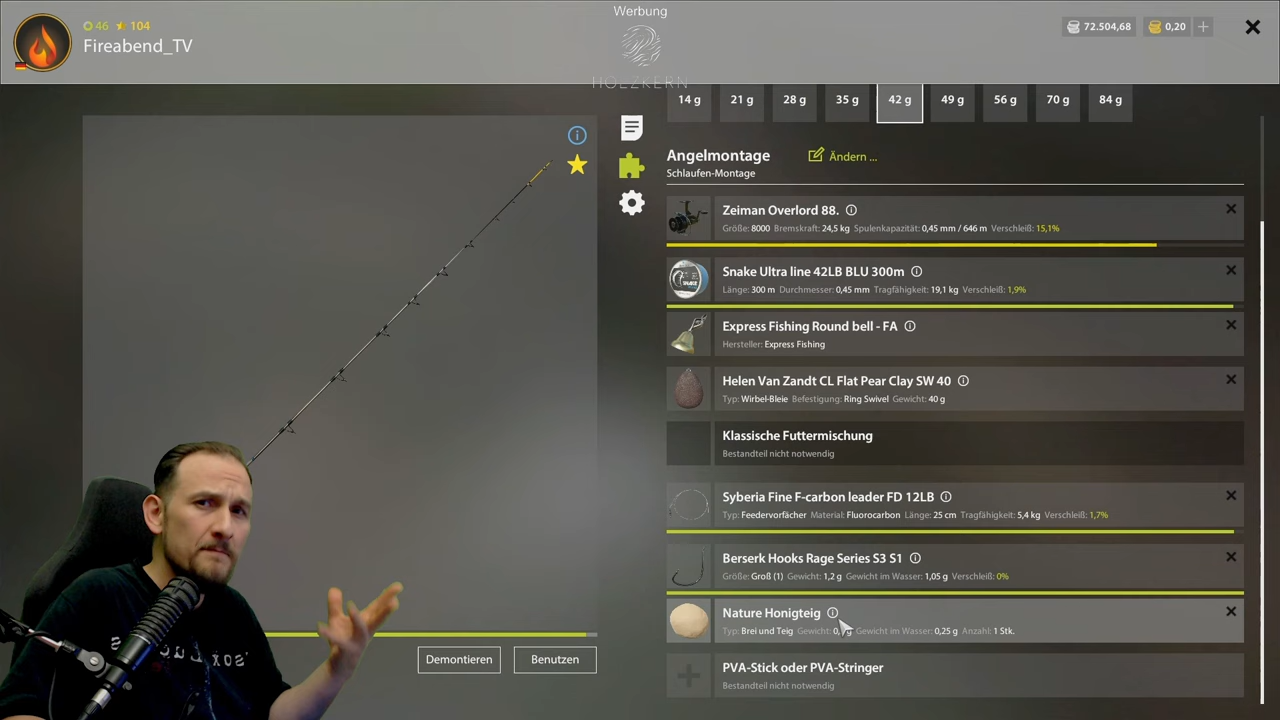 Werbung
46 104
Fireabend_TV
HOLZKERN
72.504,68 0,20
14 g 21 g 28 g 35 g 42 g 49 g 56 g 70 g 84 g
Angelmontage Ändern ...
Schlaufen-Montage
Zeiman Overlord 88.
Größe: 8000 Bremskraft: 24,5 kg Spulenkapazität: 0,45 mm / 646 m Verschleiß: 15,1%
Snake Ultra line 42LB BLU 300m
Länge: 300 m Durchmesser: 0,45 mm Tragfähigkeit: 19,1 kg Verschleiß: 1,9%
Express Fishing Round bell - FA
Hersteller: Express Fishing
Helen Van Zandt CL Flat Pear Clay SW 40
Typ: Wirbel-Bleie Befestigung: Ring Swivel Gewicht: 40 g
Klassische Futtermischung
Bestandteil nicht notwendig
Syberia Fine F-carbon leader FD 12LB
Typ: Feedervorfächer Material: Fluorocarbon Länge: 25 cm Tragfähigkeit: 5,4 kg Verschleiß: 1,7%
Berserk Hooks Rage Series S3 S1
Größe: Groß (1) Gewicht: 1,2 g Gewicht im Wasser: 1,05 g Verschleiß: 0%
Nature Honigteig
Typ: Brei und Teig Gewicht: Gewicht im Wasser: 0,25 g Anzahl: 1 Stk.
PVA-Stick oder PVA-Stringer
Bestandteil nicht notwendig
Demontieren Benutzen